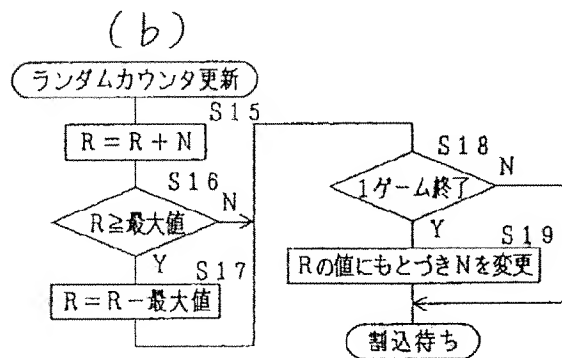 (b)
ランダムカウンタ更新
S15
R=R+N
S16
R≧最大値
N
Y
S17
R=R-最大値
S18
1ゲーム終了
N
Y
S19
Rの値にもとづきNを変更
割込待ち